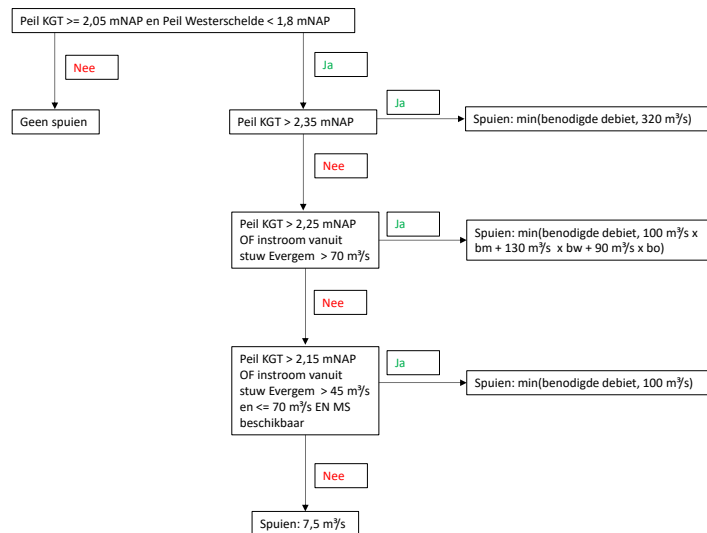 Peil KGT >= 2,05 mNAP en Peil Westerschelde < 1,8 mNAP
Nee
Ja
Geen spuien
Peil KGT > 2,35 mNAP
Ja
Spuien: min(benodigde debiet, 320 m³/s)
Nee
Peil KGT > 2,25 mNAP
OF instroom vanuit
stuw Evergem > 70 m³/s
Ja
Spuien: min(benodigde debiet, 100 m³/s x
bm + 130 m³/s x bw + 90 m³/s x bo)
Nee
Peil KGT > 2,15 mNAP
OF instroom vanuit
stuw Evergem > 45 m³/s
en <= 70 m³/s EN MS
beschikbaar
Ja
Spuien: min(benodigde debiet, 100 m³/s)
Nee
Spuien: 7,5 m³/s